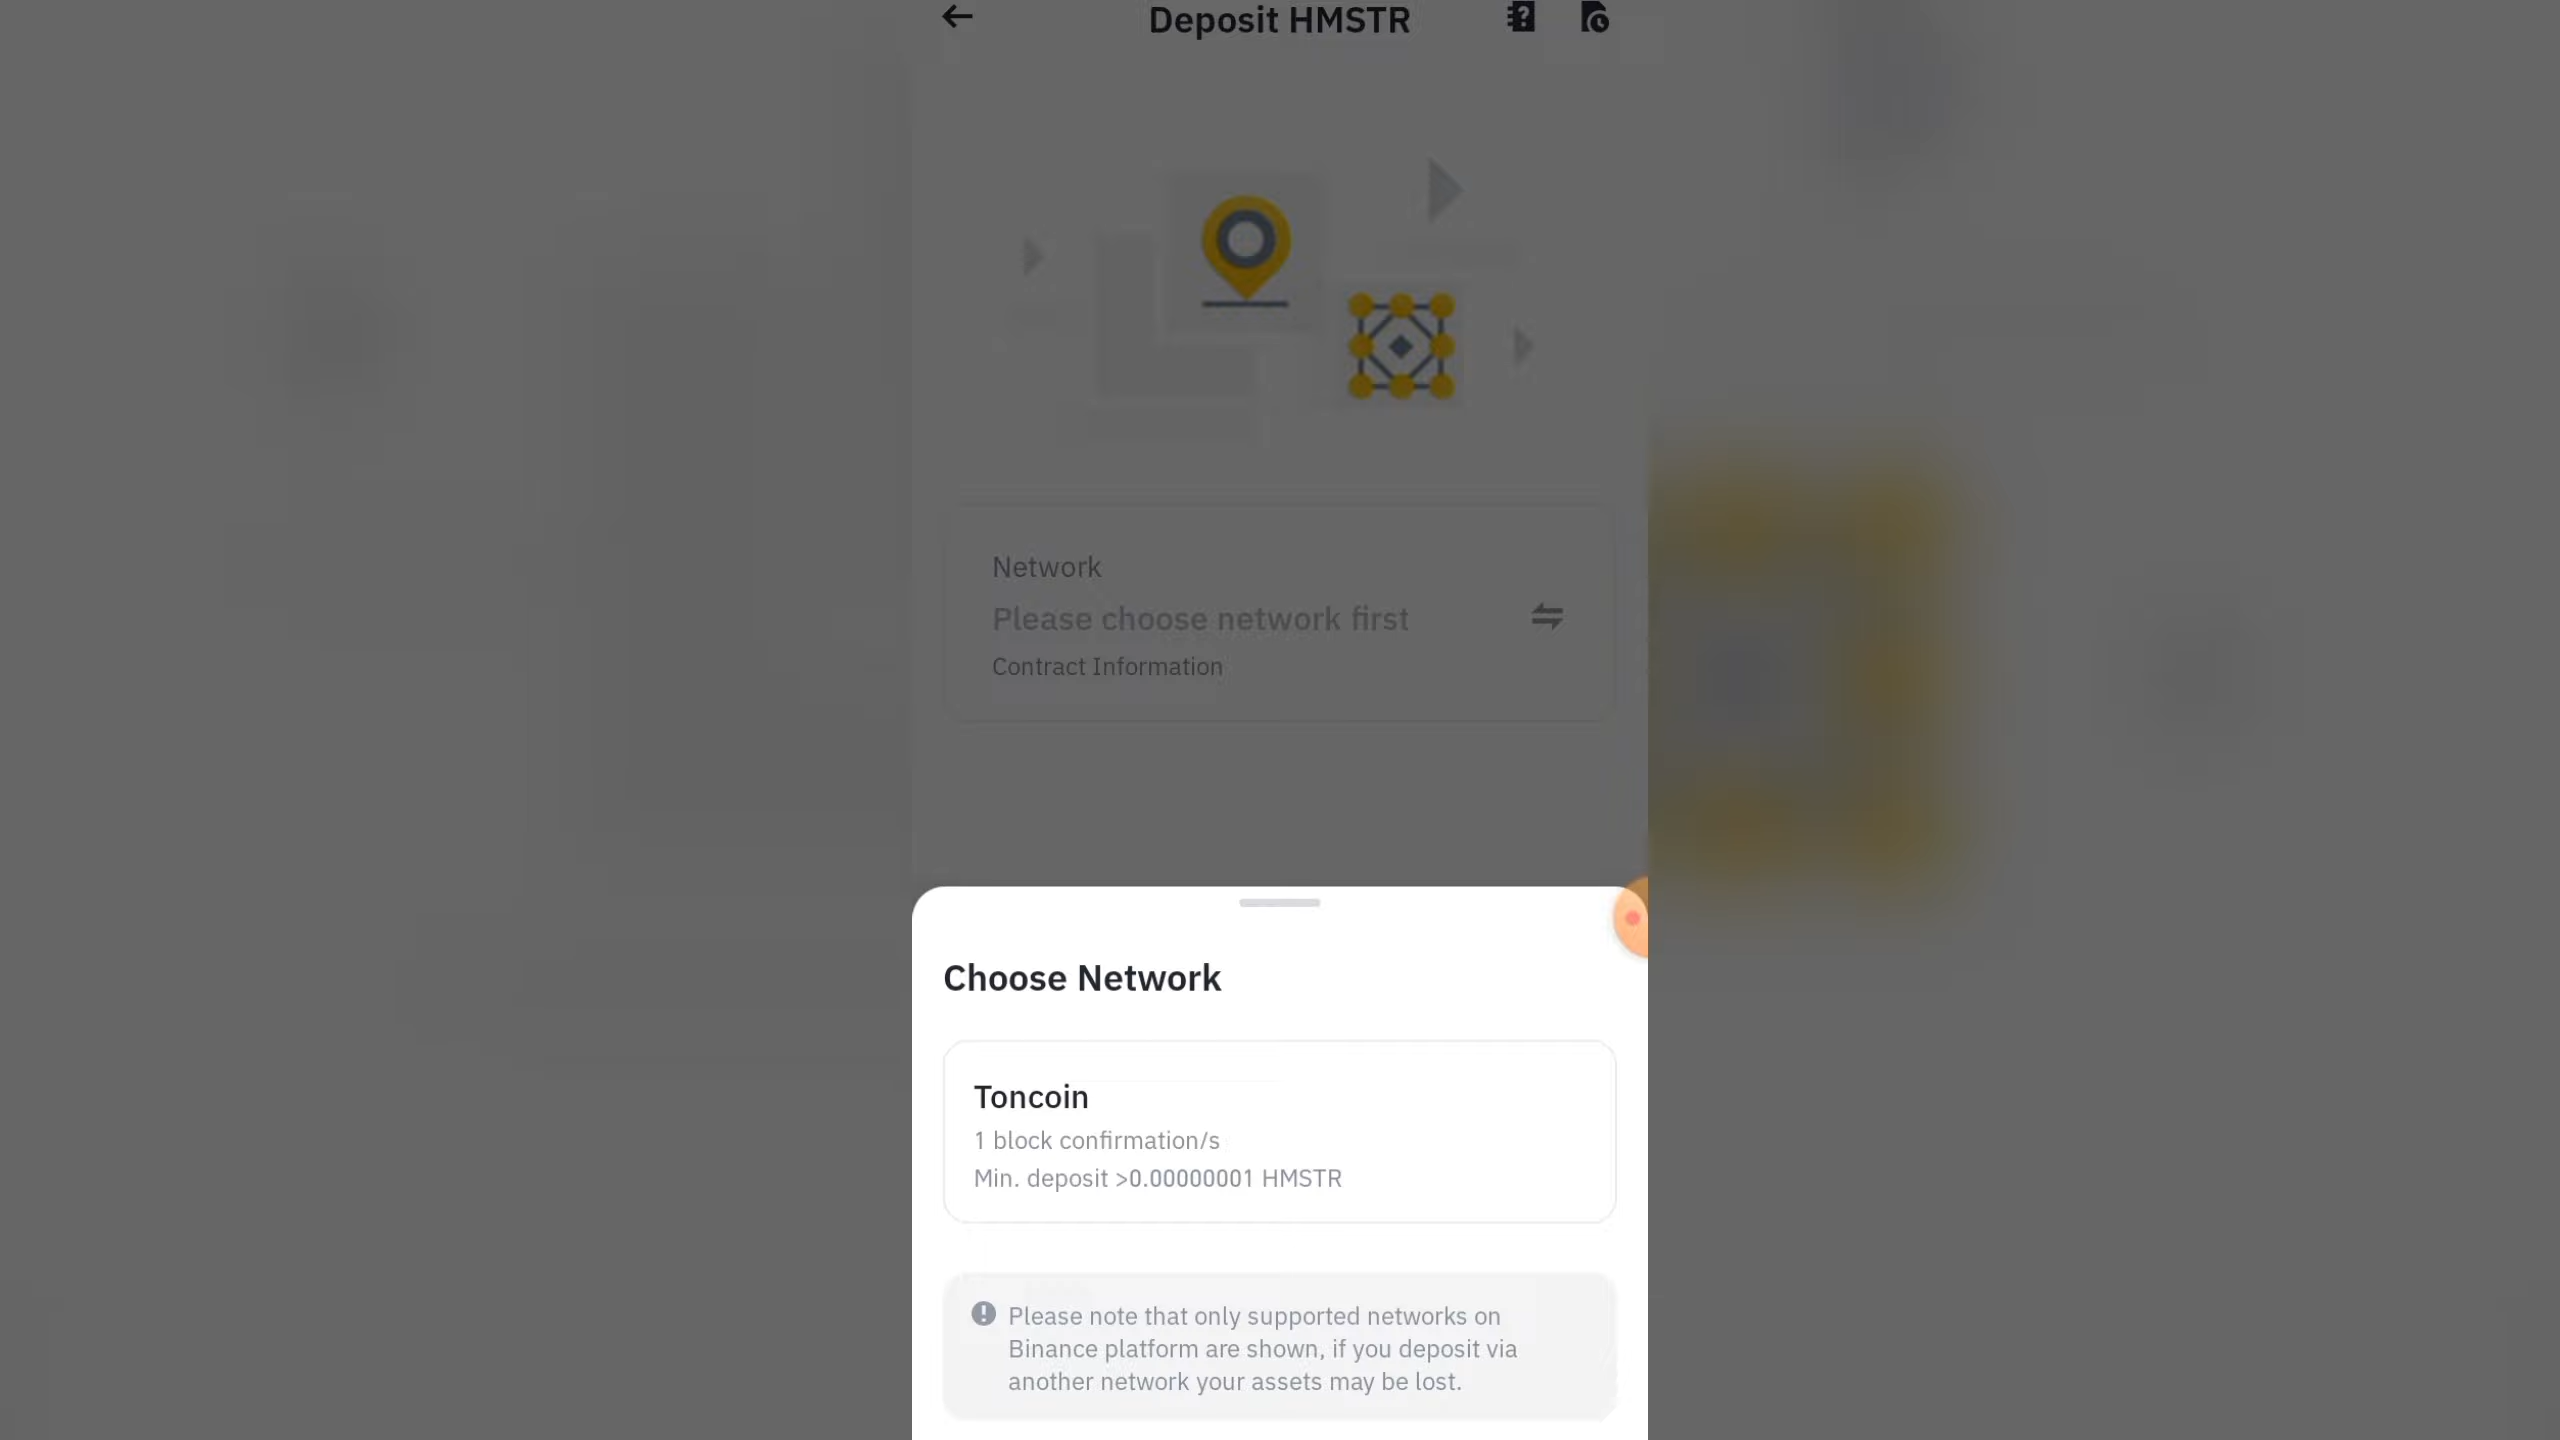 Deposit HMSTR
Network
Please choose network first
Contract Information
Choose Network
Toncoin
1 block confirmation/s
Min. deposit >0.00000001 HMSTR
Please note that only supported networks on
Binance platform are shown, if you deposit via
another network your assets may be lost.